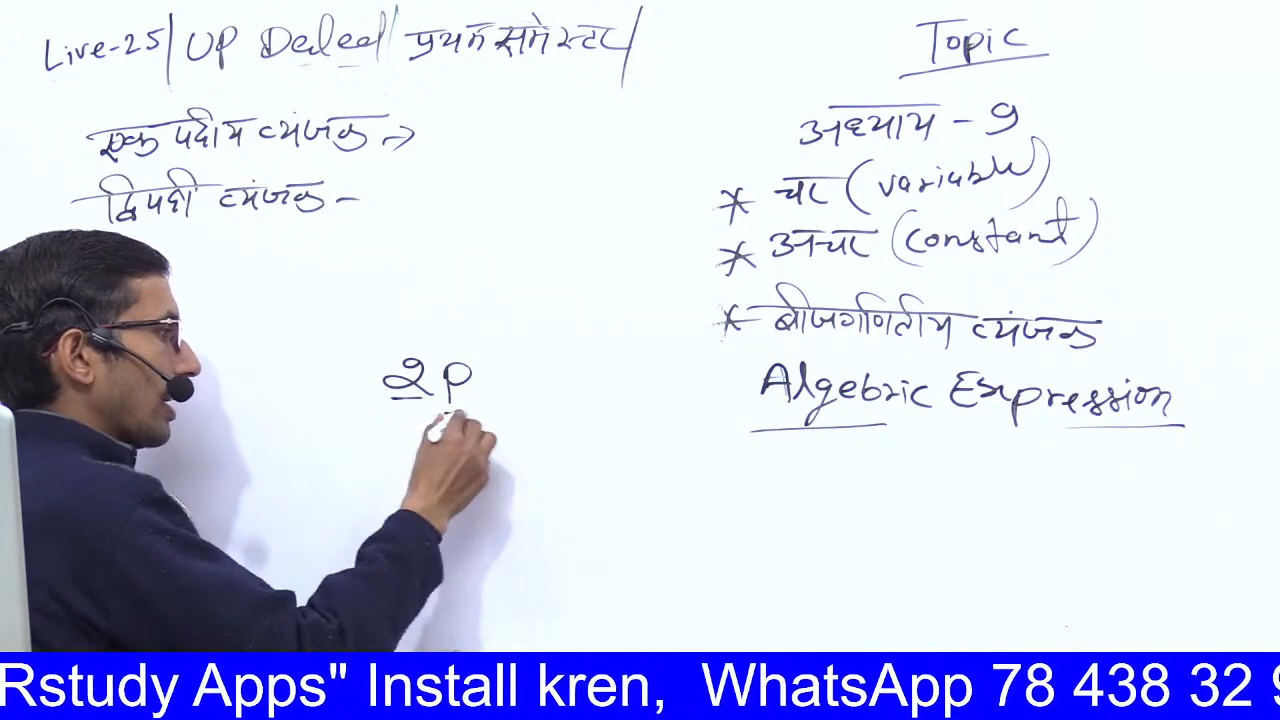 Live-25/ UP Deled/ प्रथम सेमेस्टर/
एक पदीय व्यंजक →
द्विपदी व्यंजक -
2P
Topic
अध्याय - 9
* चर (variable)
* अचर (constant)
* बीजगणितीय व्यंजक
Algebric Expression
Rstudy Apps" Install kren, WhatsApp 78 438 32 9